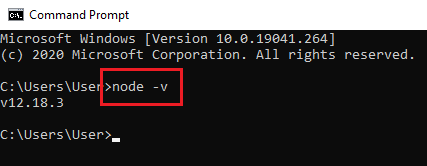 Command Prompt
Microsoft Windows [Version 10.0.19041.264]
(c) 2020 Microsoft Corporation. All rights reserved.
C:\Users\User>node -v
v12.18.3
C:\Users\User>